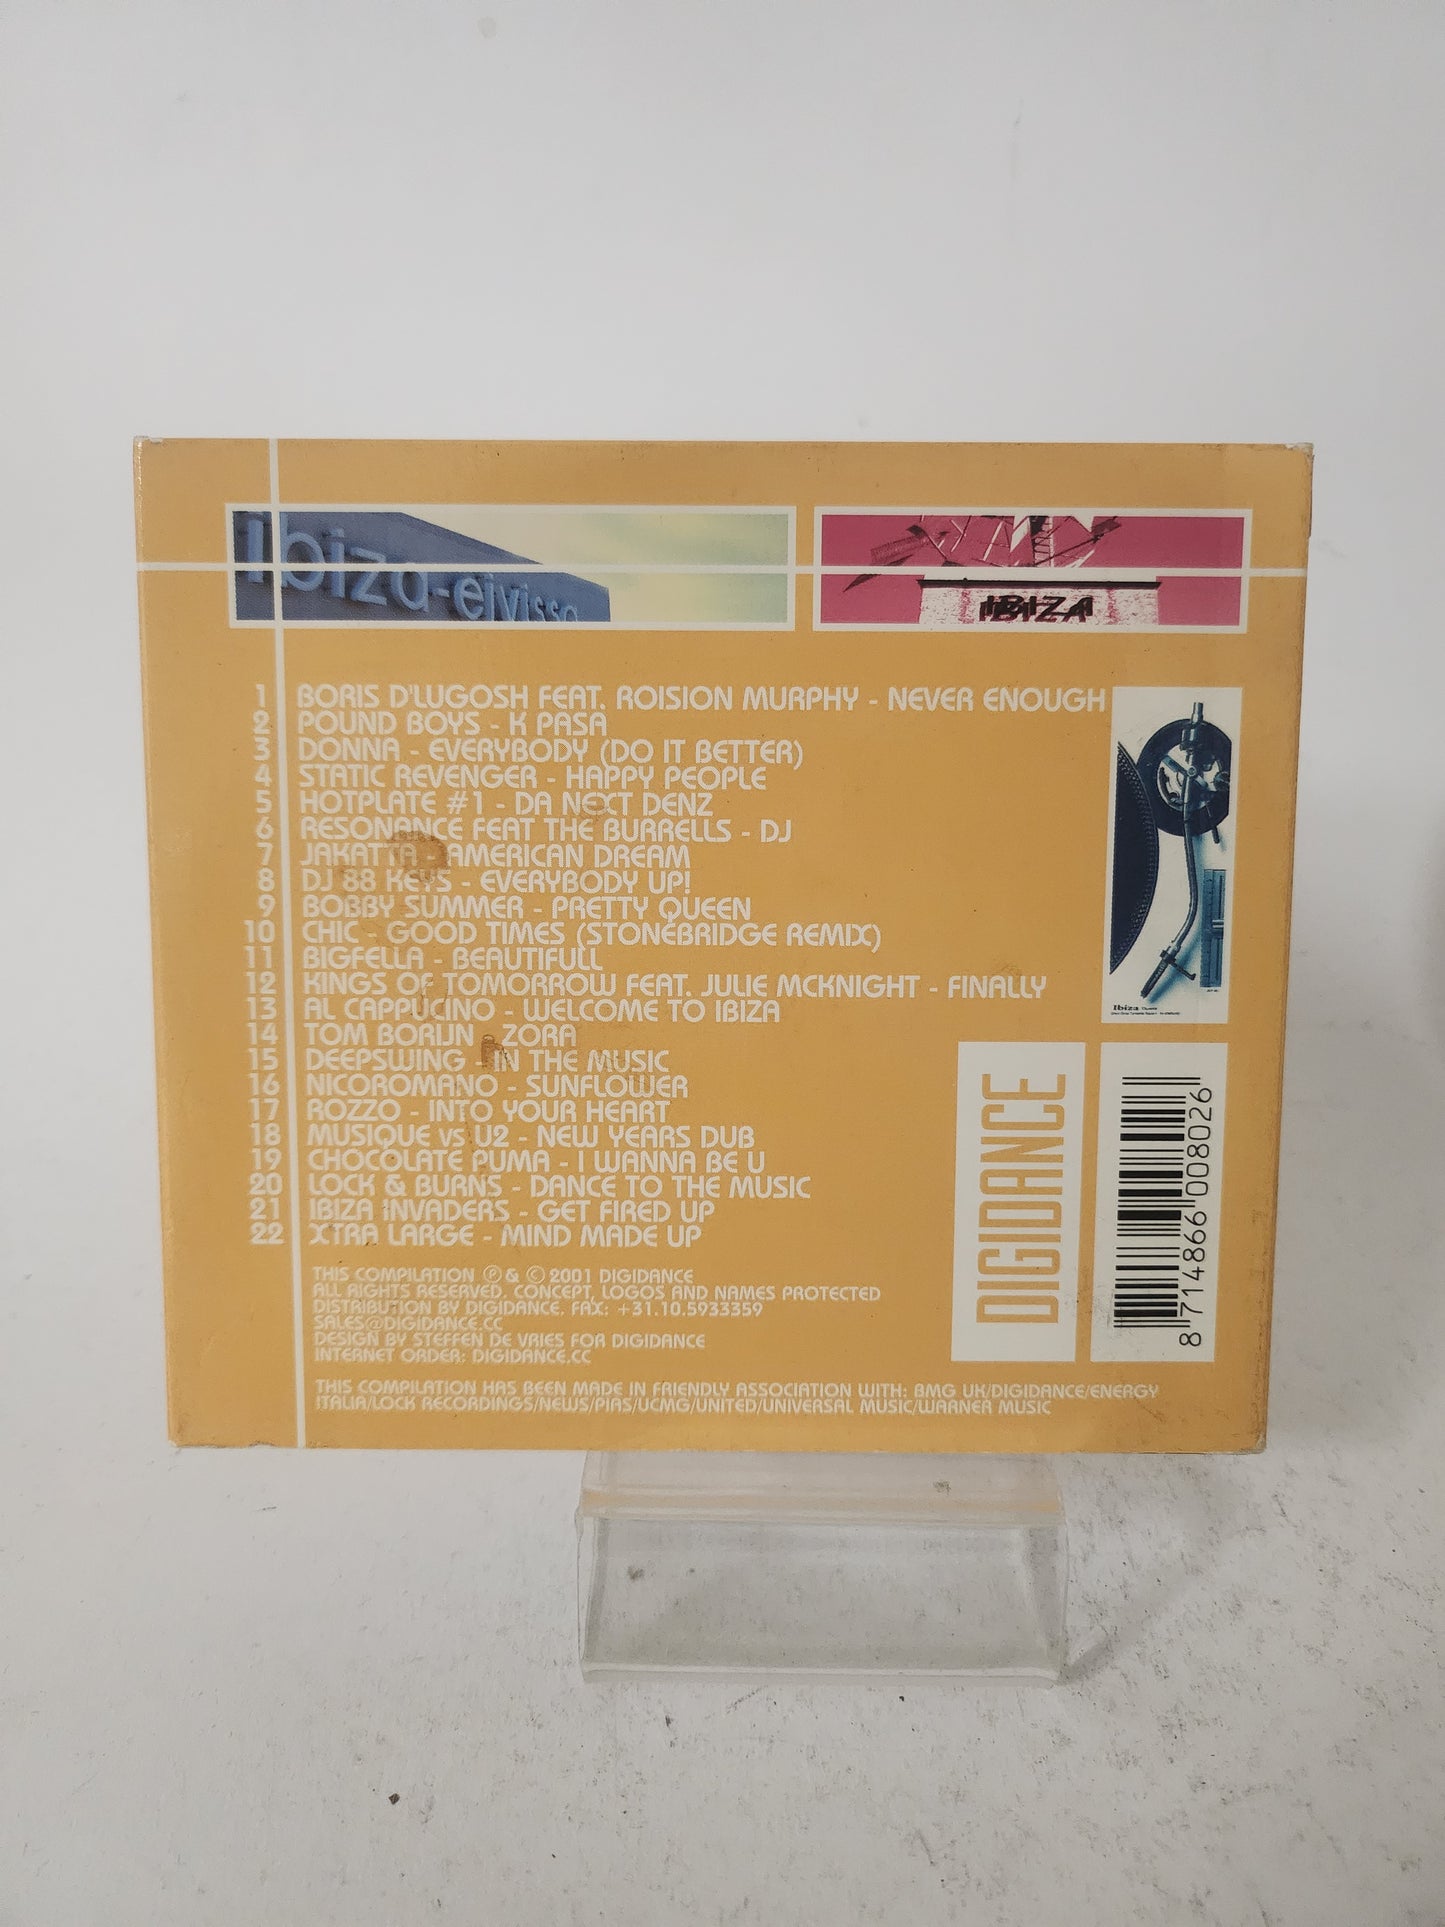 ibiza-eivissa
IBIZA
1 BORIS D'LUGOSH FEAT. ROISION MURPHY - NEVER ENOUGH
2 POUND BOYS - K PASA
3 DONNA - EVERYBODY (DO IT BETTER)
4 STATIC REVENGER - HAPPY PEOPLE
5 HOTPLATE #1 - DA NEXT DENZ
6 RESONANCE FEAT THE BURRELLS - DJ
7 JAKATTA - AMERICAN DREAM
8 DJ 88 KEYS - EVERYBODY UP!
9 BOBBY SUMMER - PRETTY QUEEN
10 CHIC - GOOD TIMES (STONEBRIDGE REMIX)
11 BIGFELLA - BEAUTIFULL
12 KINGS OF TOMORROW FEAT. JULIE MCKNIGHT - FINALLY
13 AL CAPPUCINO - WELCOME TO IBIZA
14 TOM BORIJN - ZORA
15 DEEPSWING - IN THE MUSIC
16 NICOROMANO - SUNFLOWER
17 ROZZO - INTO YOUR HEART
18 MUSIQUE VS U2 - NEW YEARS DUB
19 CHOCOLATE PUMA - I WANNA BE U
20 LOCK & BURNS - DANCE TO THE MUSIC
21 IBIZA INVADERS - GET FIRED UP
22 XTRA LARGE - MIND MADE UP
Ibiza
DIGIDANCE
8 714866 008026
THIS COMPILATION Ⓟ & © 2001 DIGIDANCE
ALL RIGHTS RESERVED. CONCEPT, LOGOS AND NAMES PROTECTED
DISTRIBUTION BY DIGIDANCE. FAX: +31.10.5933359
SALES@DIGIDANCE.CC
DESIGN BY STEFFEN DE VRIES FOR DIGIDANCE
INTERNET ORDER: DIGIDANCE.CC
THIS COMPILATION HAS BEEN MADE IN FRIENDLY ASSOCIATION WITH: BMG UK/DIGIDANCE/ENERGY
ITALIA/LOCK RECORDINGS/NEWS/PIAS/UCMG/UNITED/UNIVERSAL MUSIC/WARNER MUSIC